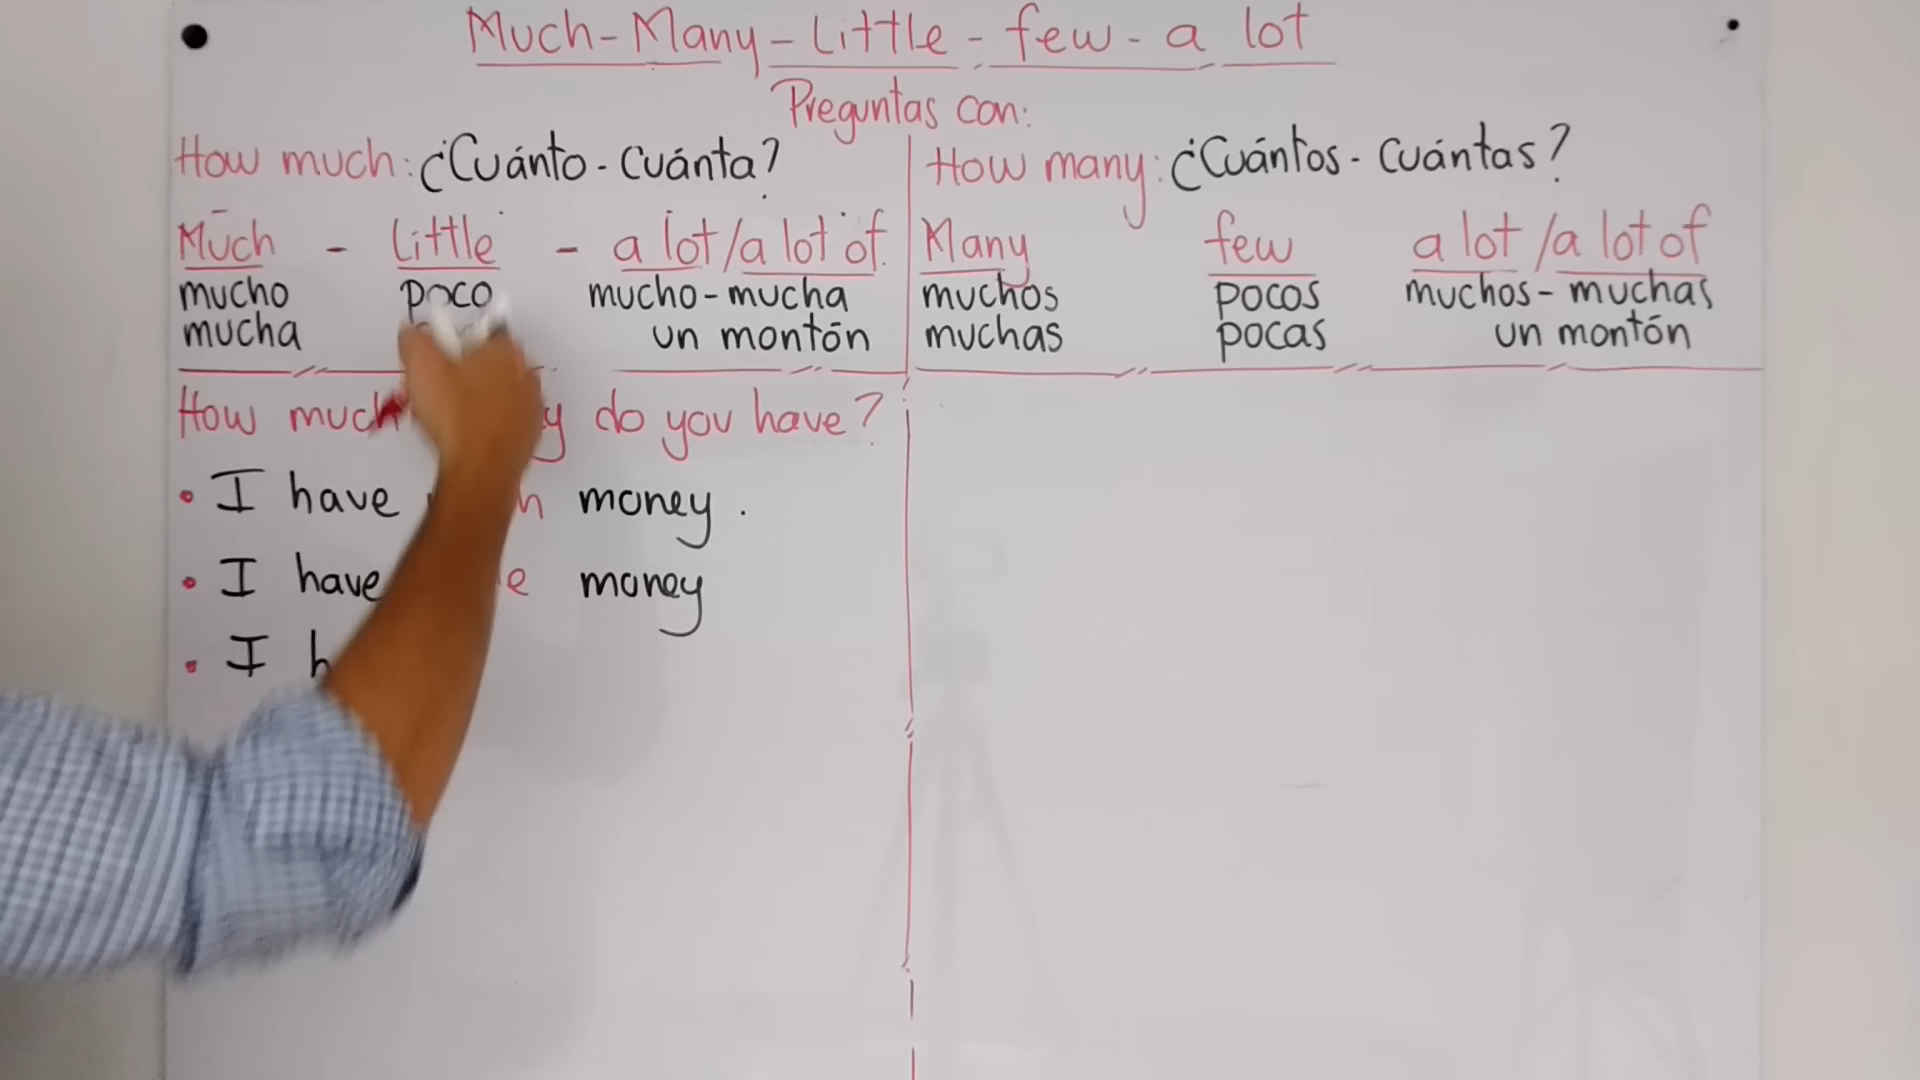 Much - Many - Little - few - a lot
Preguntas con:
How much: ¿Cuánto - Cuánta?
Much - Little - a lot / a lot of
mucho poco mucho - mucha
mucha un montón
How much do you have?
• I have money.
• I have money
• I
How many: ¿Cuántos - Cuántas?
Many few a lot / a lot of
muchos pocos muchos - muchas
muchas pocas un montón